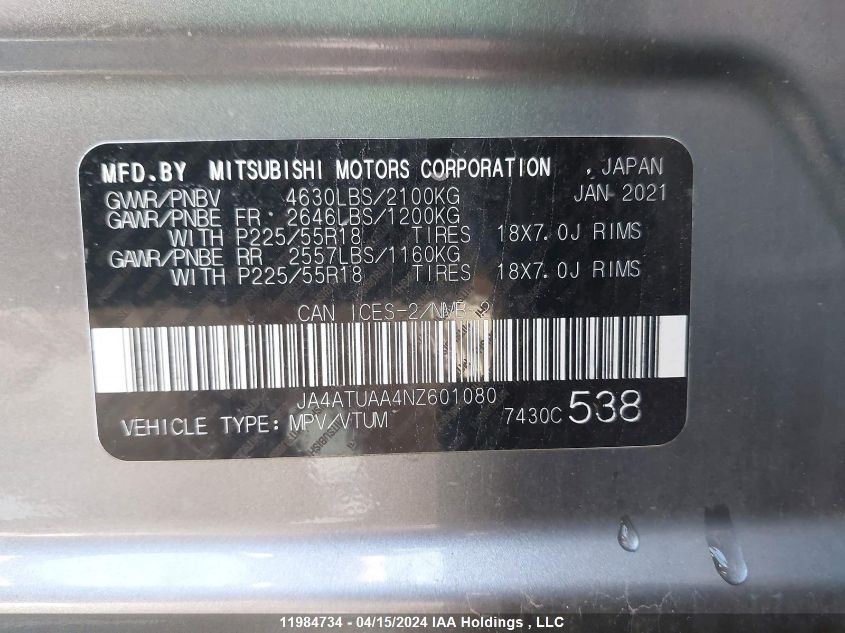 MFD.BY MITSUBISHI MOTORS CORPORATION , JAPAN
GVWR/PNBV 4630LBS/2100KG JAN 2021
GAWR/PNBE FR 2646LBS/1200KG
WITH P225/55R18 TIRES 18X7.0J RIMS
GAWR/PNBE RR 2557LBS/1160KG
WITH P225/55R18 TIRES 18X7.0J RIMS
CAN ICES-2/NMB-2
JA4ATUAA4NZ601080
VEHICLE TYPE: MPV/VTUM 7430C 538
11984734 - 04/15/2024 IAA Holdings , LLC